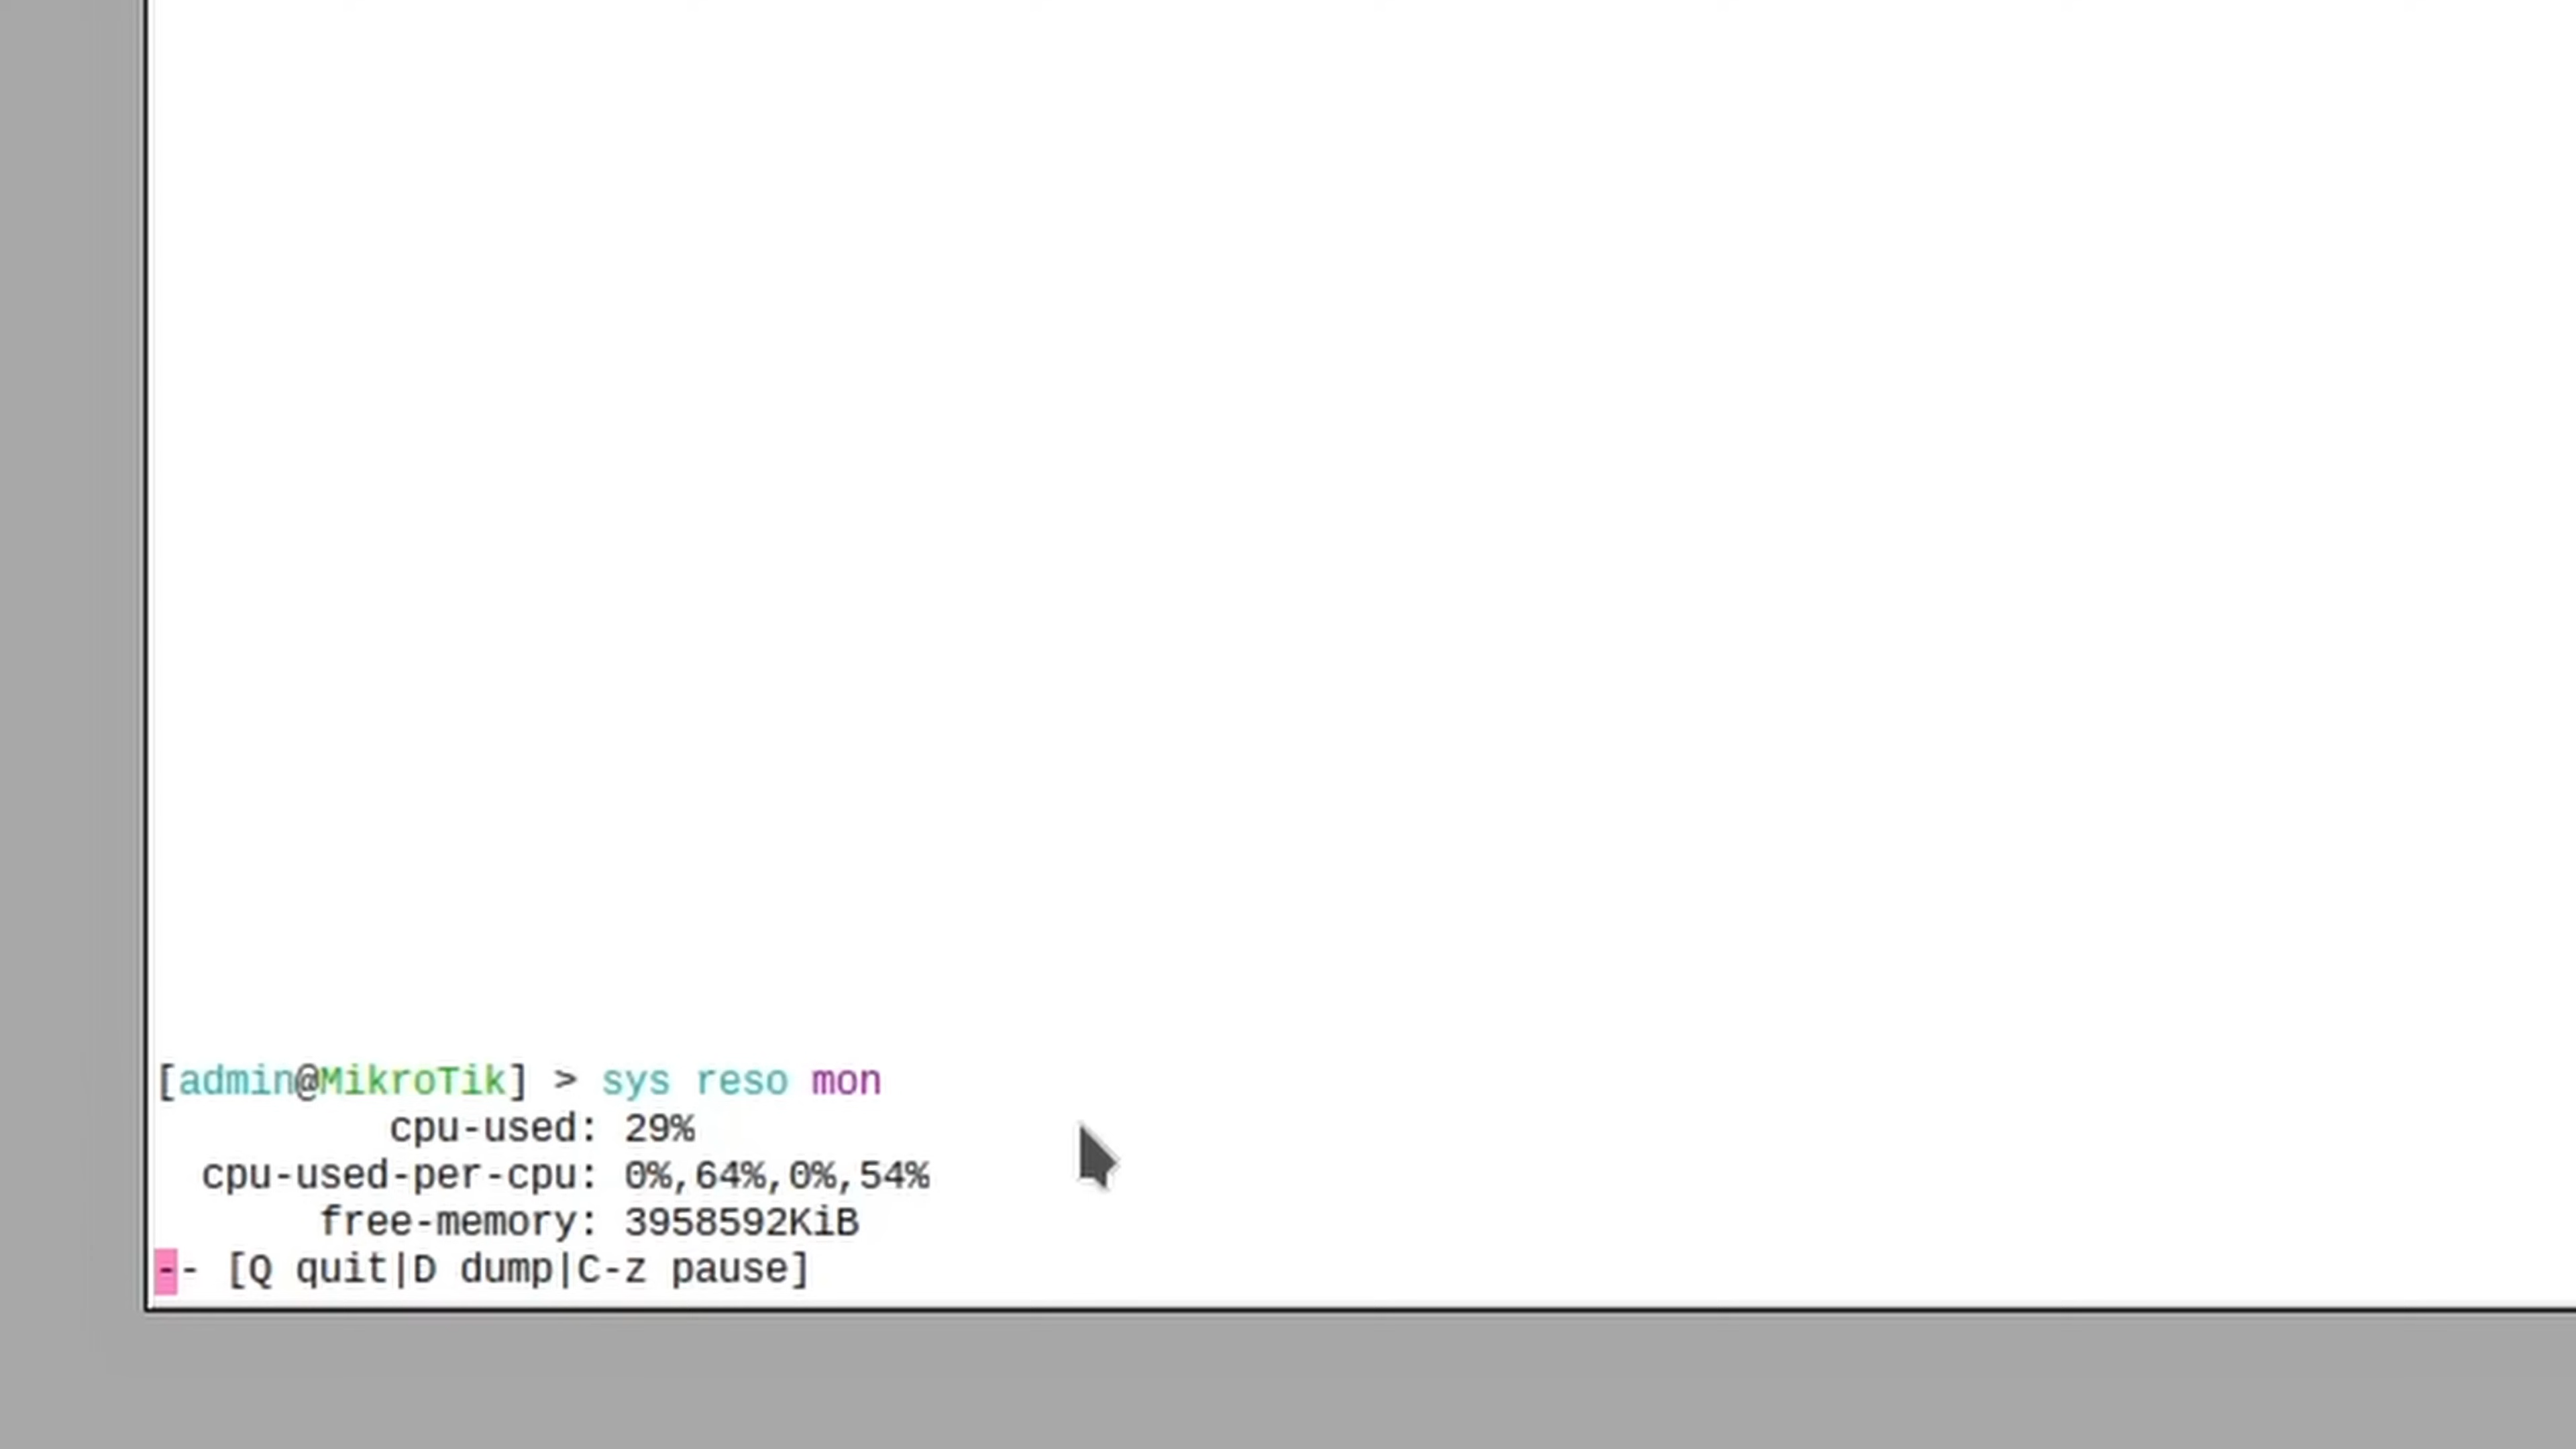 [admin@MikroTik] > sys reso mon
cpu-used: 29%
cpu-used-per-cpu: 0%,64%,0%,54%
free-memory: 3958592KiB
-- [Q quit|D dump|C-z pause]